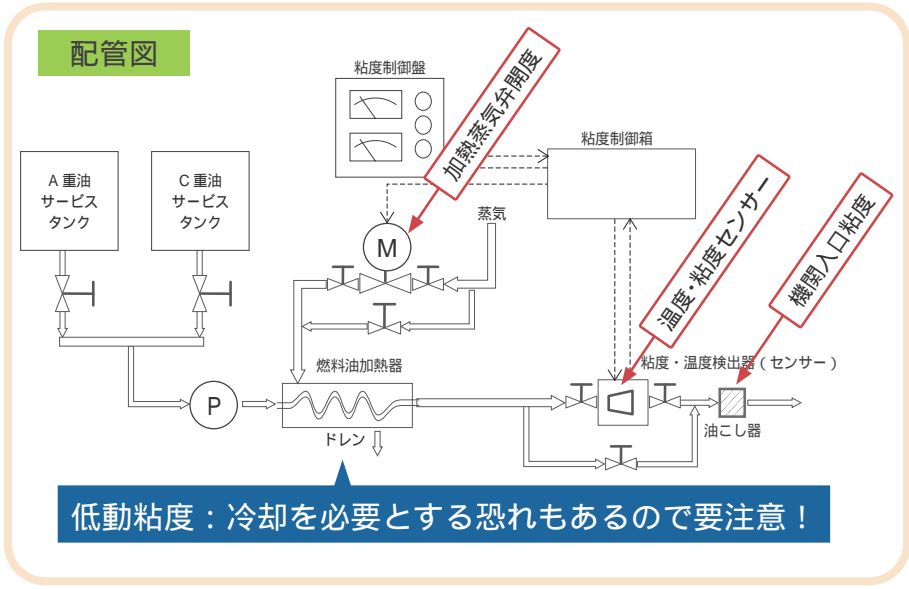 配管図
粘度制御盤
加熱蒸気弁開度
粘度制御箱
A 重油
サービス
タンク
C 重油
サービス
タンク
蒸気
M
温度・粘度センサー
機関入口粘度
燃料油加熱器
粘度・温度検出器(センサー)
P
ドレン
油こし器
低動粘度：冷却を必要とする恐れもあるので要注意！